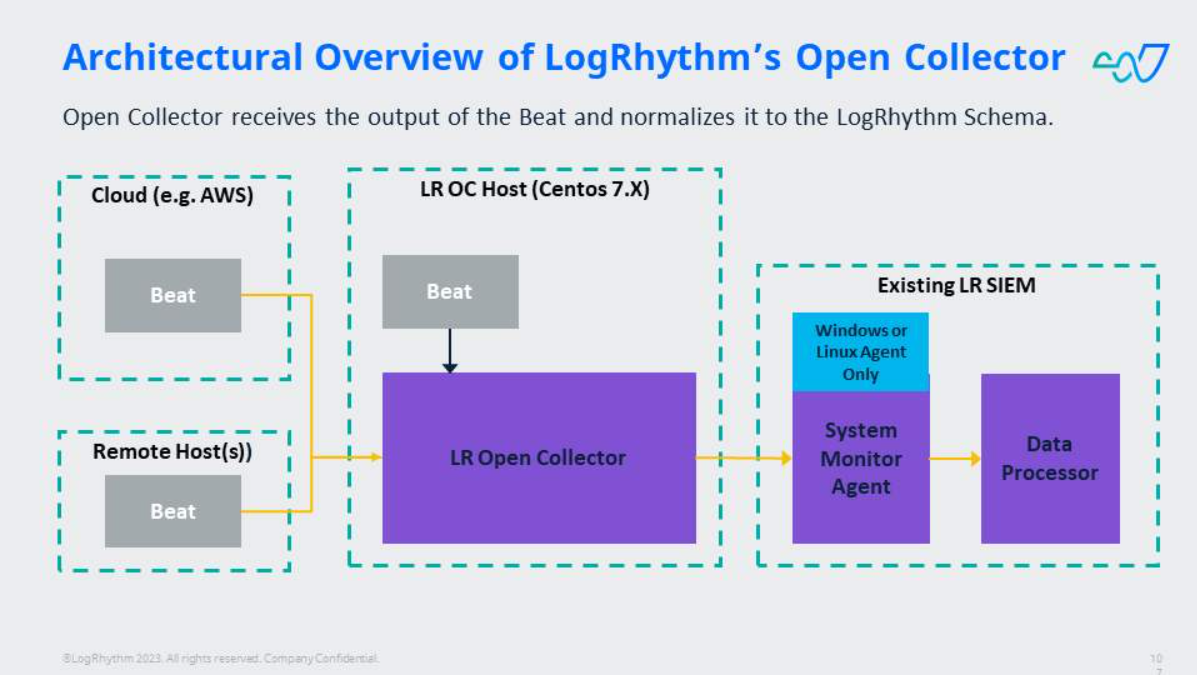 Architectural Overview of LogRhythm’s Open Collector
Open Collector receives the output of the Beat and normalizes it to the LogRhythm Schema.
Cloud (e.g. AWS)
Beat
Remote Host(s))
Beat
LR OC Host (Centos 7.X)
Beat
LR Open Collector
Existing LR SIEM
Windows or
Linux Agent
Only
System
Monitor
Agent
Data
Processor
©LogRhythm 2023. All rights reserved. Company Confidential.
10
7